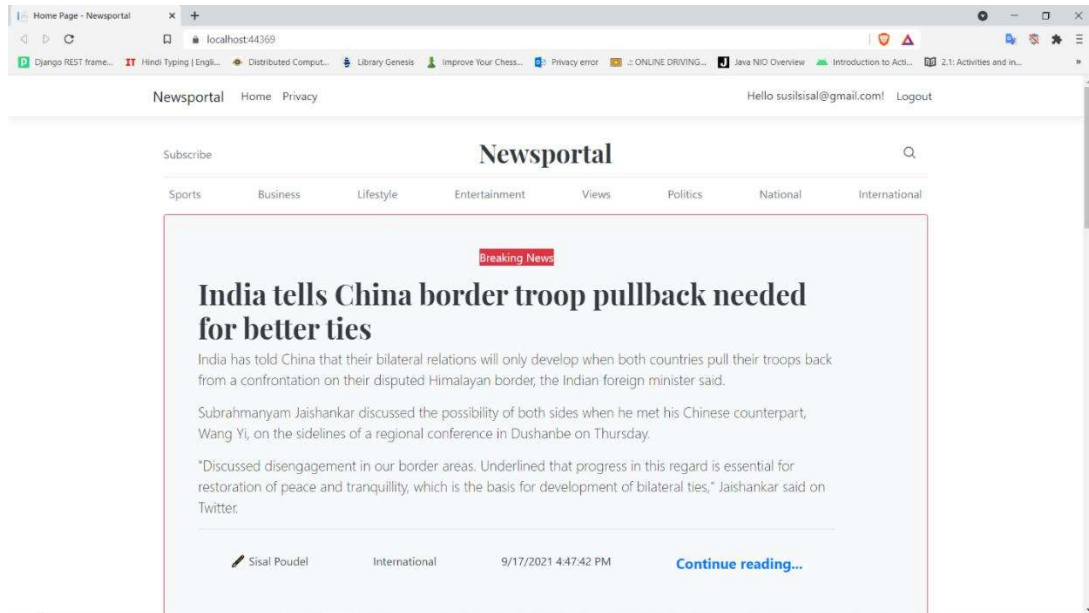 Home Page - Newsportal
localhost:44369
Django REST frame... Hindi Typing | Engli... Distributed Comput... Library Genesis Improve Your Chess... Privacy error .:: ONLINE DRIVING... Java NIO Overview Introduction to Acti... 2.1: Activities and in...
Newsportal Home Privacy Hello susilsisal@gmail.com! Logout
Subscribe Newsportal
Sports Business Lifestyle Entertainment Views Politics National International
Breaking News
India tells China border troop pullback needed
for better ties
India has told China that their bilateral relations will only develop when both countries pull their troops back
from a confrontation on their disputed Himalayan border, the Indian foreign minister said.
Subrahmanyam Jaishankar discussed the possibility of both sides when he met his Chinese counterpart,
Wang Yi, on the sidelines of a regional conference in Dushanbe on Thursday.
"Discussed disengagement in our border areas. Underlined that progress in this regard is essential for
restoration of peace and tranquillity, which is the basis for development of bilateral ties," Jaishankar said on
Twitter.
Sisal Poudel International 9/17/2021 4:47:42 PM Continue reading...